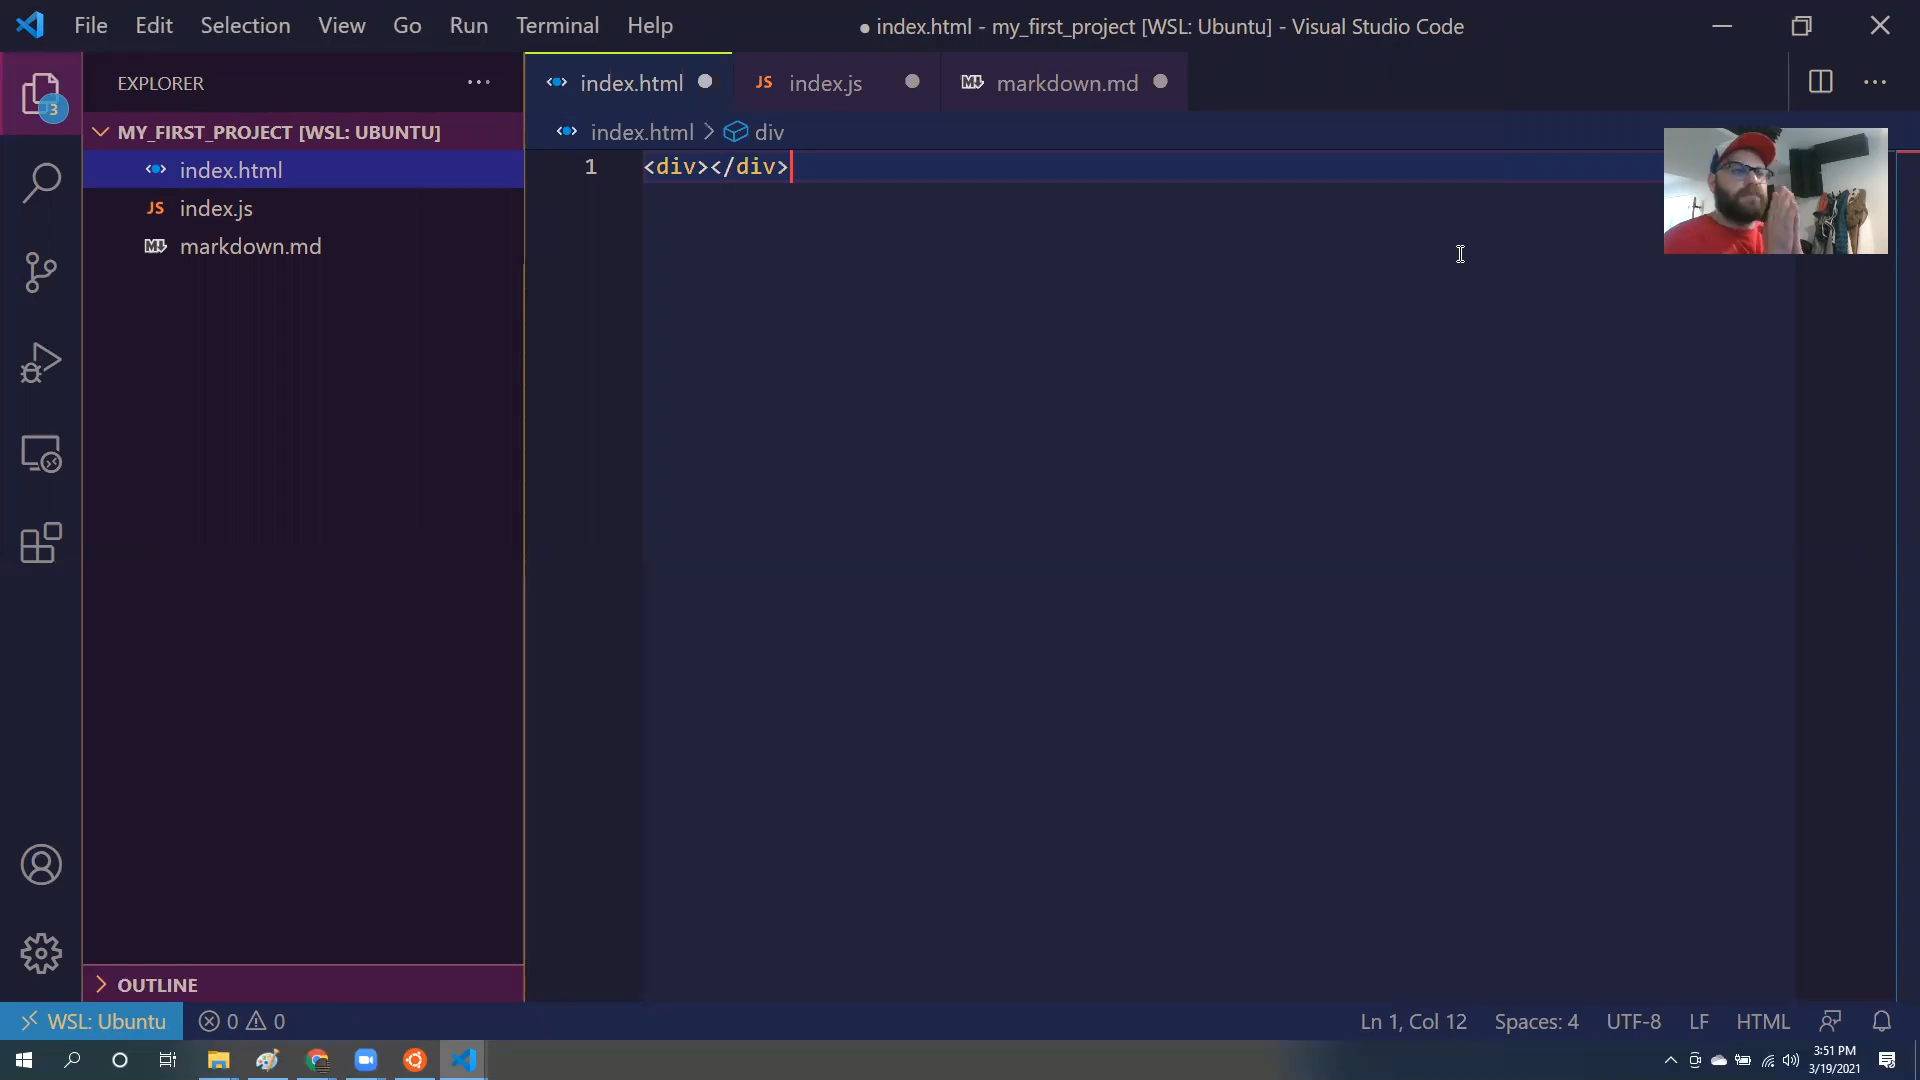 File Edit Selection View Go Run Terminal Help
● index.html - my_first_project [WSL: Ubuntu] - Visual Studio Code
3
EXPLORER
MY_FIRST_PROJECT [WSL: UBUNTU]
index.html
JS index.js
M↓ markdown.md
OUTLINE
index.html
JS index.js
M↓ markdown.md
index.html > div
1 <div></div>
WSL: Ubuntu 0 0
Ln 1, Col 12 Spaces: 4 UTF-8 LF HTML
3:51 PM
3/19/2021